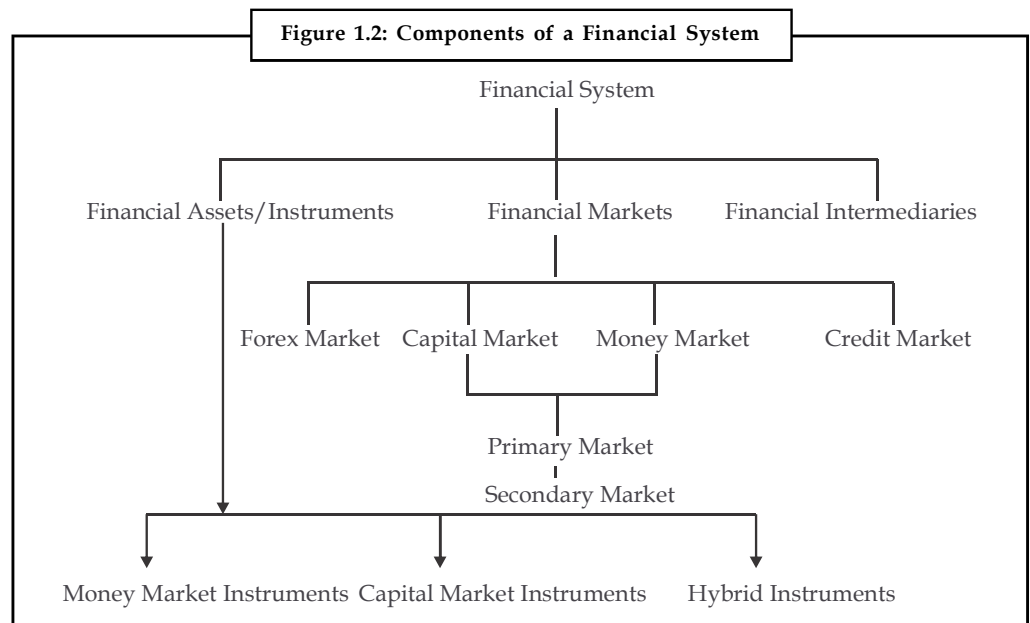 Figure 1.2: Components of a Financial System
Financial System
Financial Assets/Instruments Financial Markets Financial Intermediaries
Forex Market Capital Market Money Market Credit Market
Primary Market
Secondary Market
Money Market Instruments Capital Market Instruments Hybrid Instruments